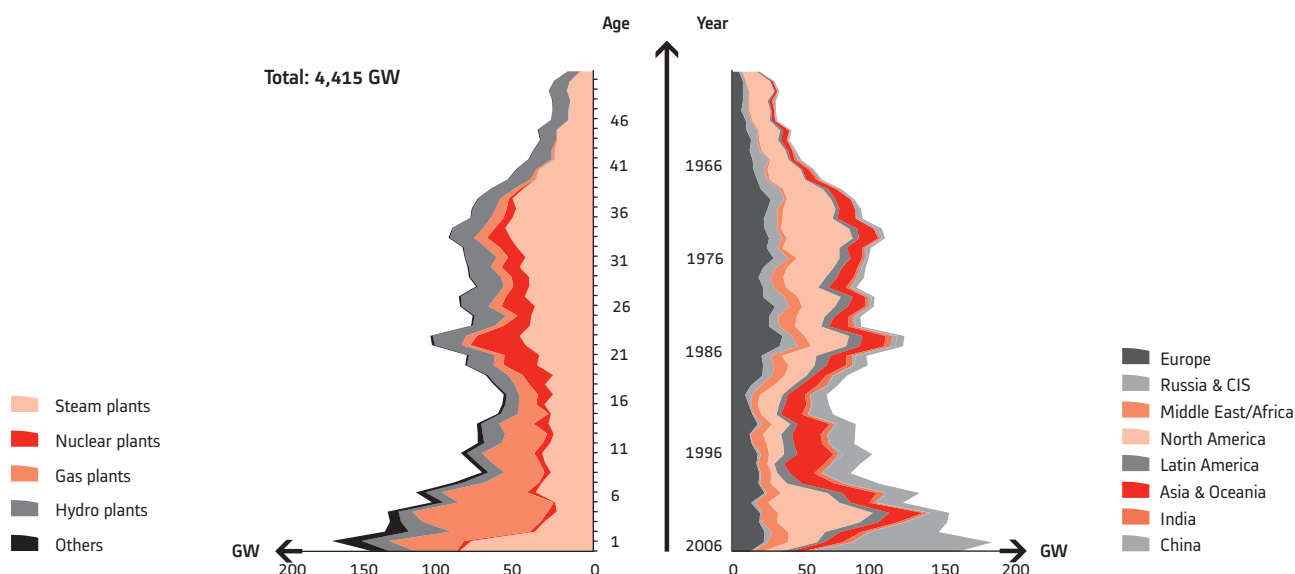 Age
Year
Total: 4,415 GW
46
41
36
31
26
21
16
11
6
1
1966
1976
1986
1996
2006
Steam plants
Nuclear plants
Gas plants
Hydro plants
Others
Europe
Russia & CIS
Middle East/Africa
North America
Latin America
Asia & Oceania
India
China
GW
200
150
100
50
0
0
50
100
150
200
GW